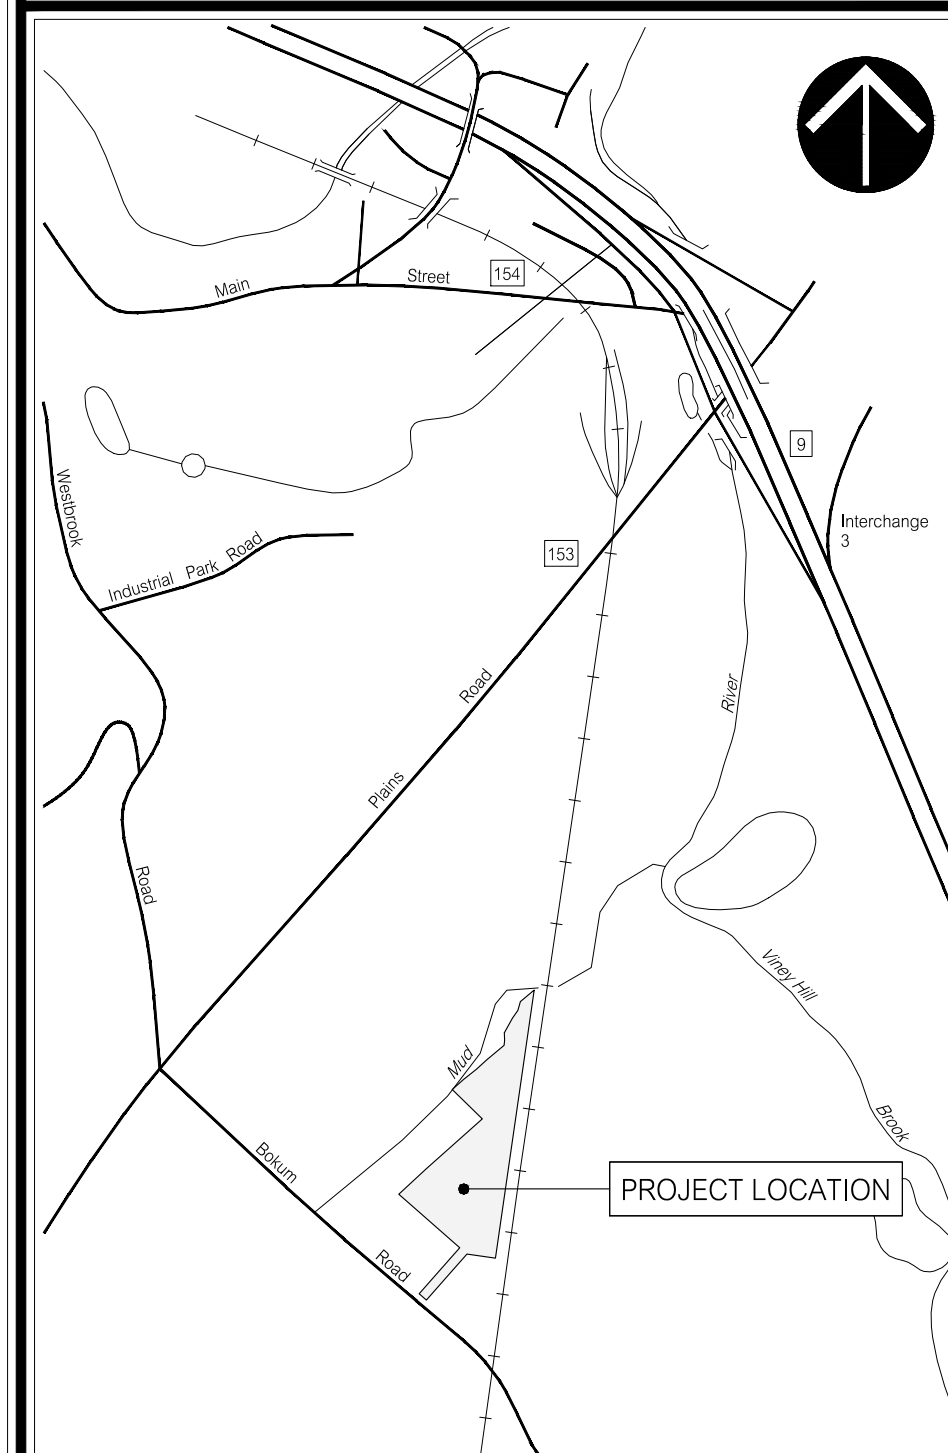 Main
Street
154
9
Westbrook
Interchange
3
Industrial Park Road
153
River
Road
Plains
Road
Viney Hill
Mud
Brook
Bokum
PROJECT LOCATION
Road